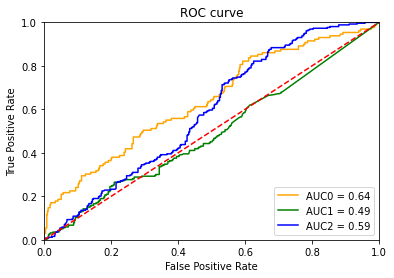 ROC curve
True Positive Rate
1.0
0.8
0.6
0.4
0.2
0.0
AUC0 = 0.64
AUC1 = 0.49
AUC2 = 0.59
0.0 0.2 0.4 0.6 0.8 1.0
False Positive Rate